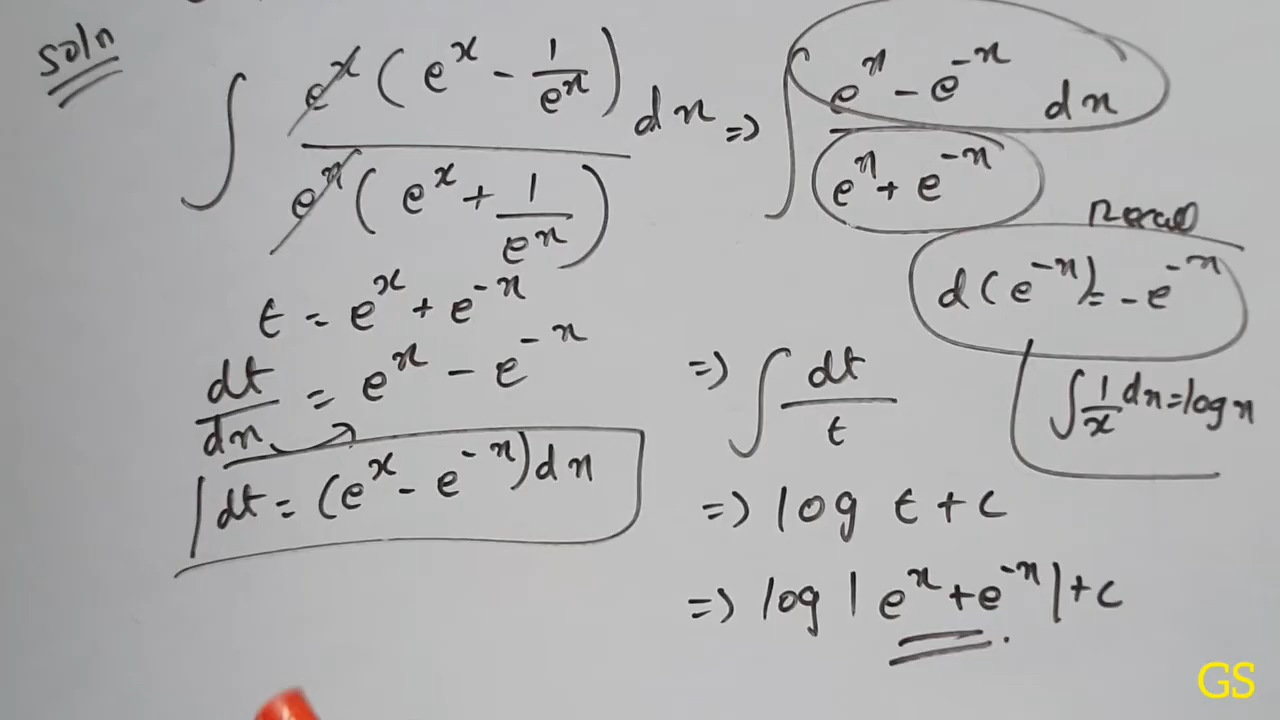 Soln
∫ e^x (e^x - 1/e^x) / e^x (e^x + 1/e^x) dx => ∫ e^x - e^-x dx / e^x + e^-x
Recall
d(e^-x) = -e^-x
t = e^x + e^-x
dt/dx = e^x - e^-x
dt = (e^x - e^-x) dx
=> ∫ dt/t
∫ 1/x dx = log x
=> log t + c
=> log |e^x + e^-x| + c
GS